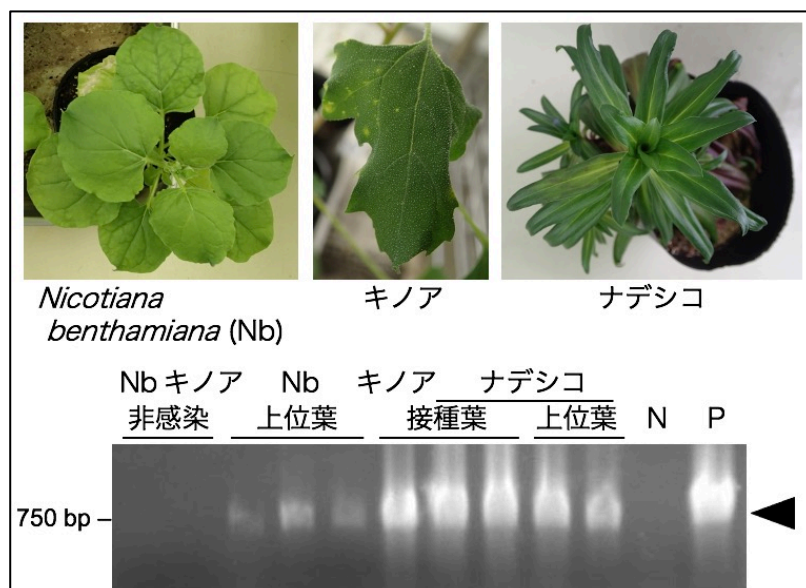 Nicotiana
benthamiana (Nb)
キノア
ナデシコ
Nb キノア Nb キノア ナデシコ
非感染 上位葉 接種葉 上位葉 N P
750 bp